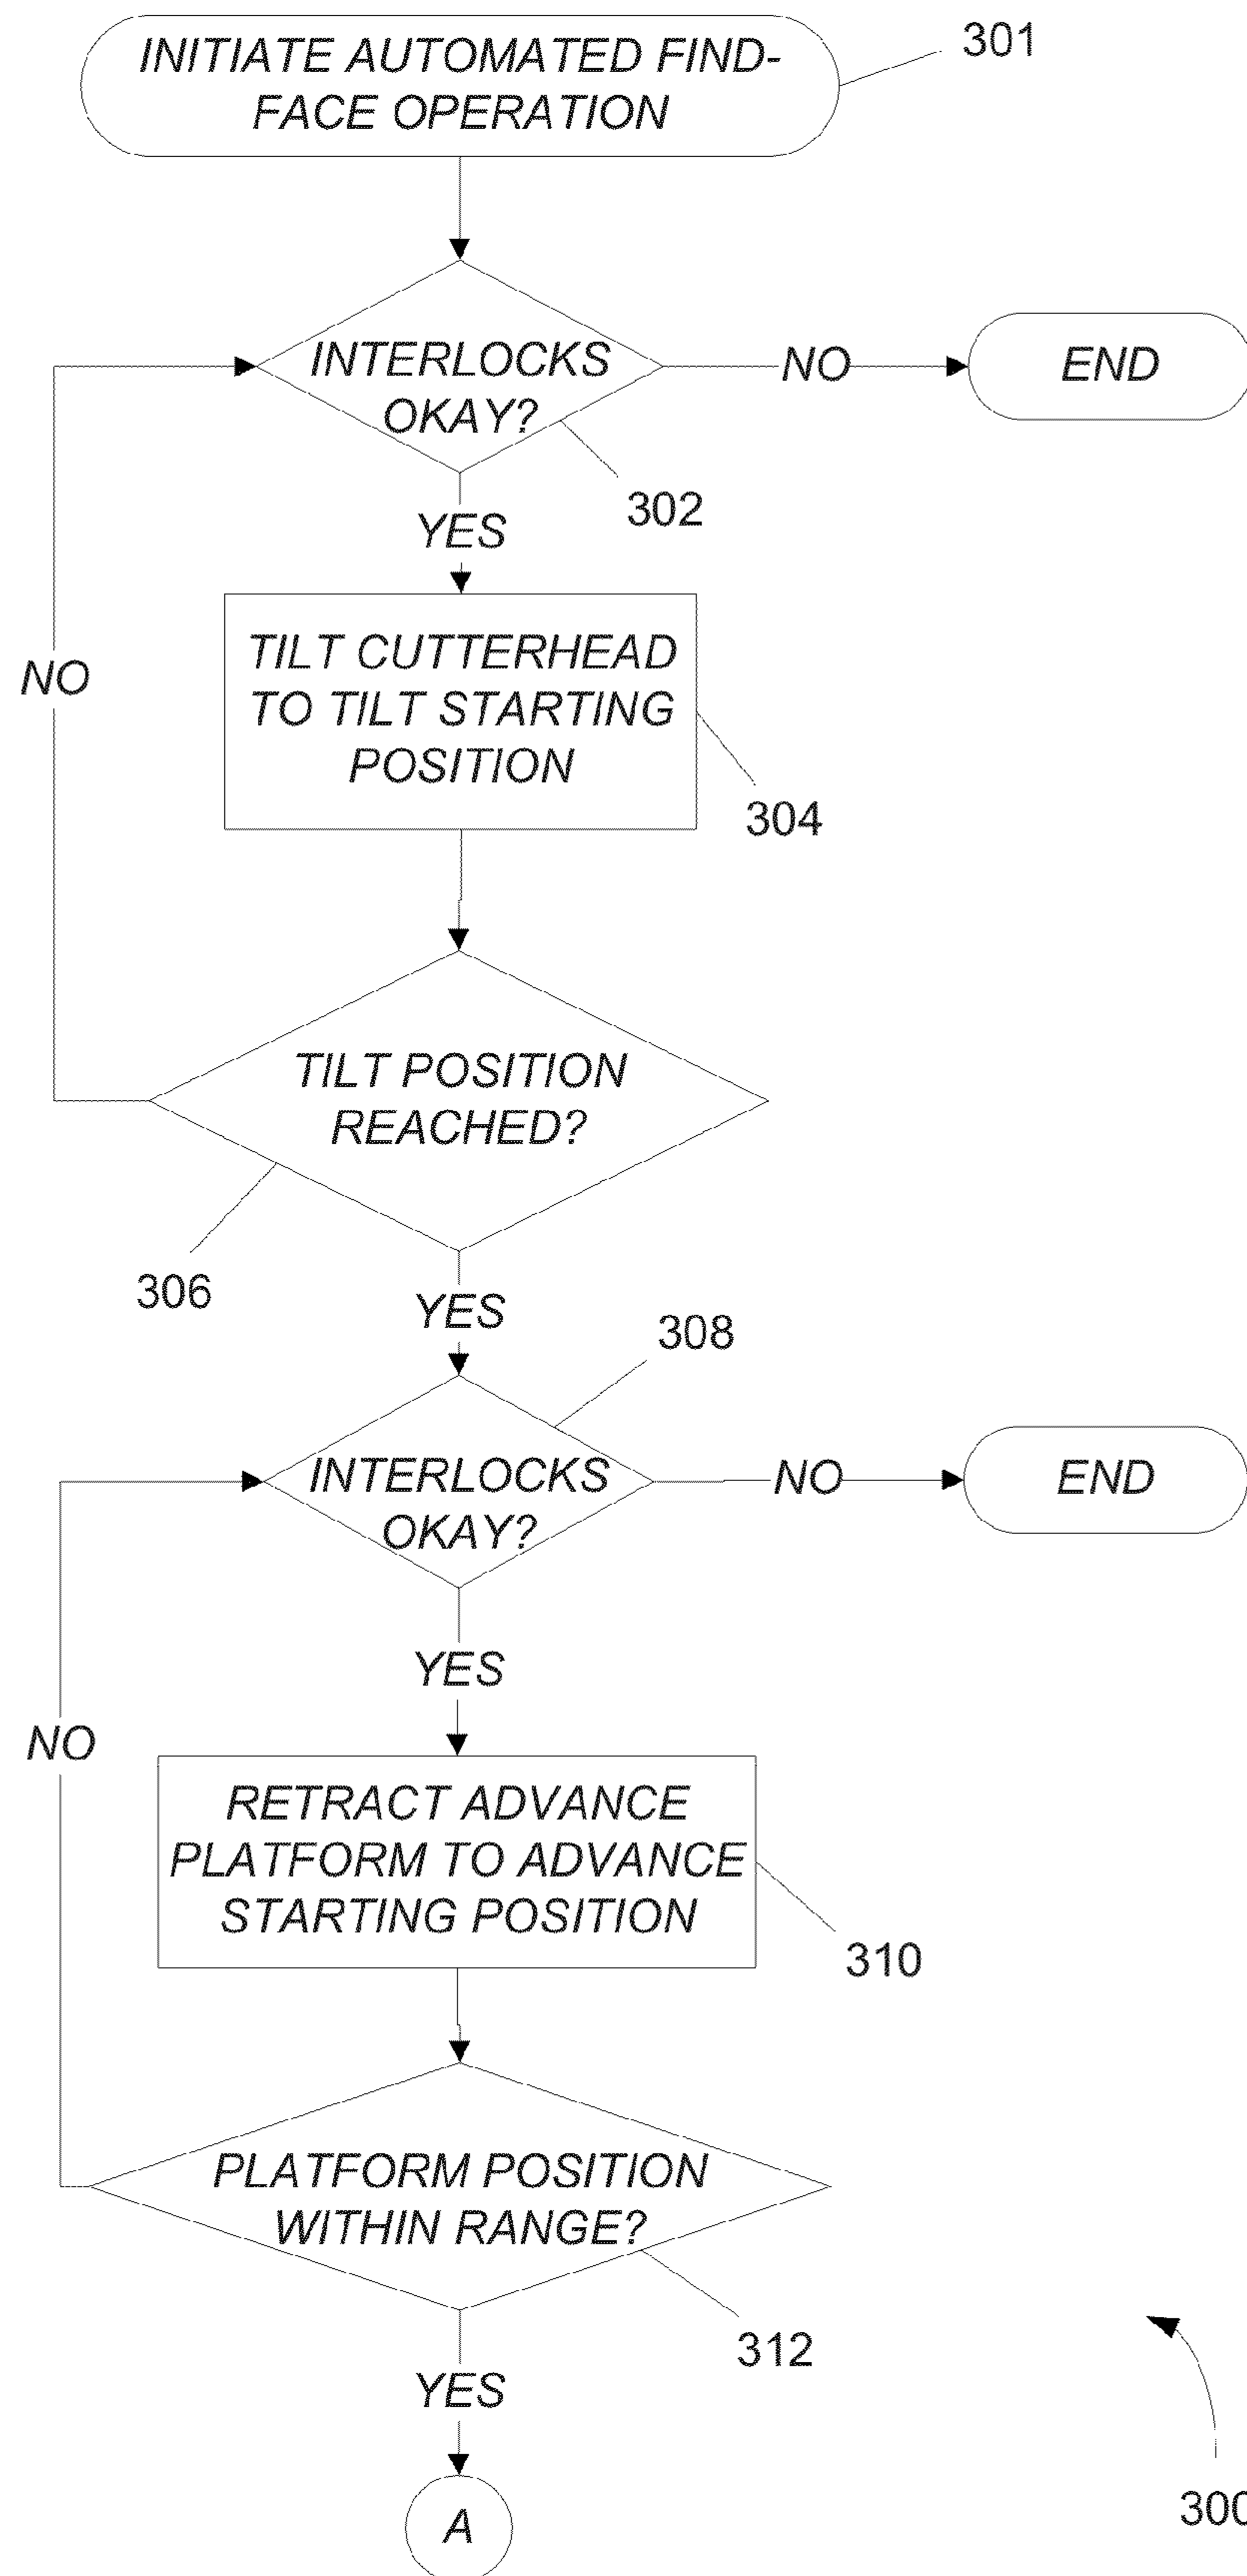 INITIATE AUTOMATED FIND-
FACE OPERATION
301
INTERLOCKS
OKAY?
NO
END
302
YES
TILT CUTTERHEAD
TO TILT STARTING
POSITION
NO
304
TILT POSITION
REACHED?
306
YES
308
INTERLOCKS
OKAY?
NO
END
YES
NO
RETRACT ADVANCE
PLATFORM TO ADVANCE
STARTING POSITION
310
PLATFORM POSITION
WITHIN RANGE?
312
YES
300
A